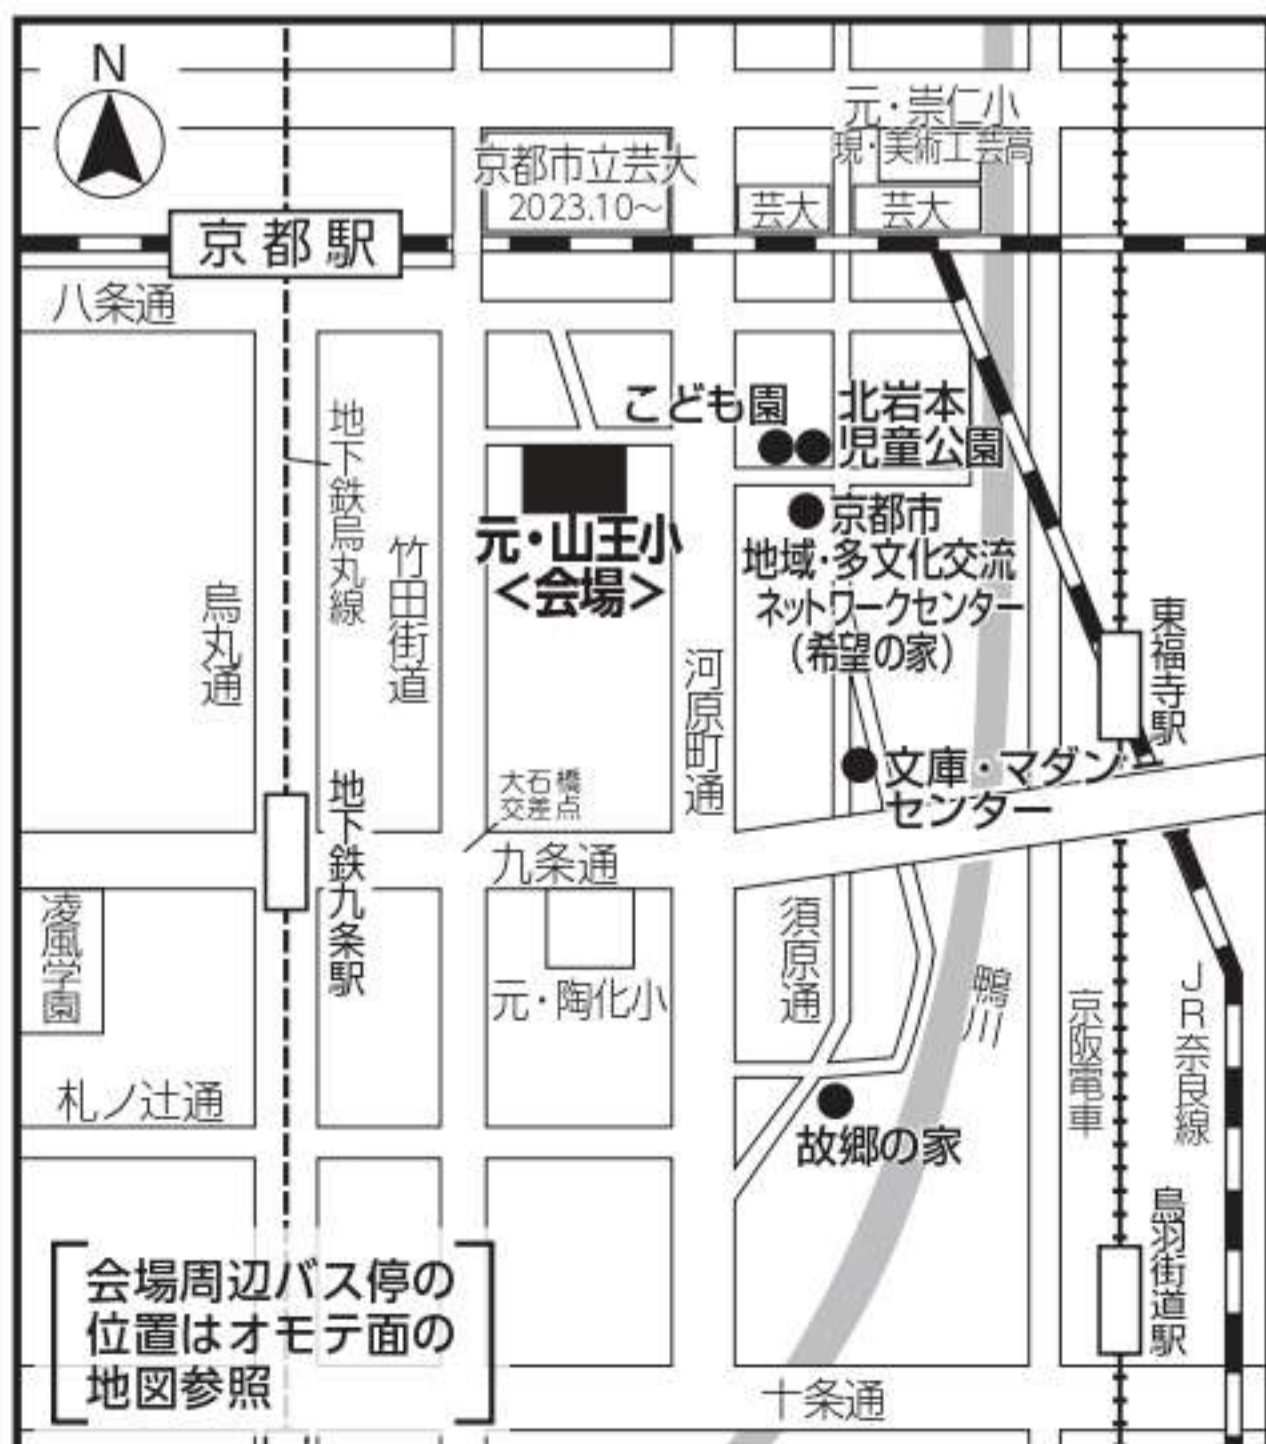 N
元・崇仁小
現・美術工芸高
京都市立芸大
2023.10～
芸大
芸大
京都駅
八条通
こども園
北岩本
児童公園
地下鉄烏丸線
元・山王小
＜会場＞
京都市
地域・多文化交流
ネットワークセンター
（希望の家）
竹田街道
烏丸通
河原町通
東福寺駅
文庫・マダン
センター
大石橋
交差点
地下鉄九条駅
九条通
凌風学園
元・陶化小
須原通
鴨川
京阪電車
JR奈良線
札ノ辻通
故郷の家
鳥羽街道駅
会場周辺バス停の
位置はオモテ面の
地図参照
十条通